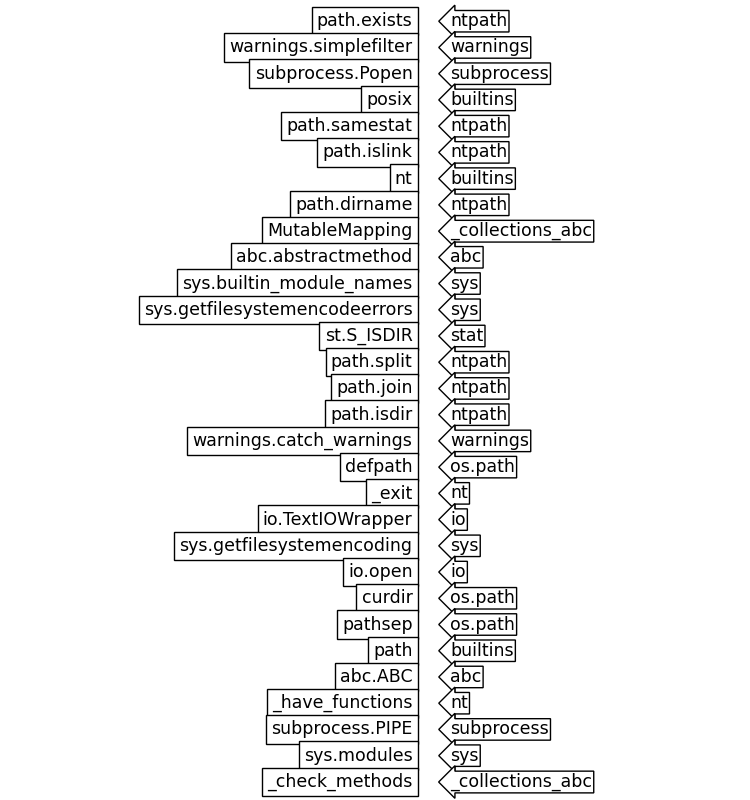 path.exists ntpath
warnings.simplefilter warnings
subprocess.Popen subprocess
posix builtins
path.samestat ntpath
path.islink ntpath
nt builtins
path.dirname ntpath
MutableMapping _collections_abc
abc.abstractmethod abc
sys.builtin_module_names sys
sys.getfilesystemencodeerrors sys
st.S_ISDIR stat
path.split ntpath
path.join ntpath
path.isdir ntpath
warnings.catch_warnings warnings
defpath os.path
_exit nt
io.TextIOWrapper io
sys.getfilesystemencoding sys
io.open io
curdir os.path
pathsep os.path
path builtins
abc.ABC abc
_have_functions nt
subprocess.PIPE subprocess
sys.modules sys
_check_methods _collections_abc